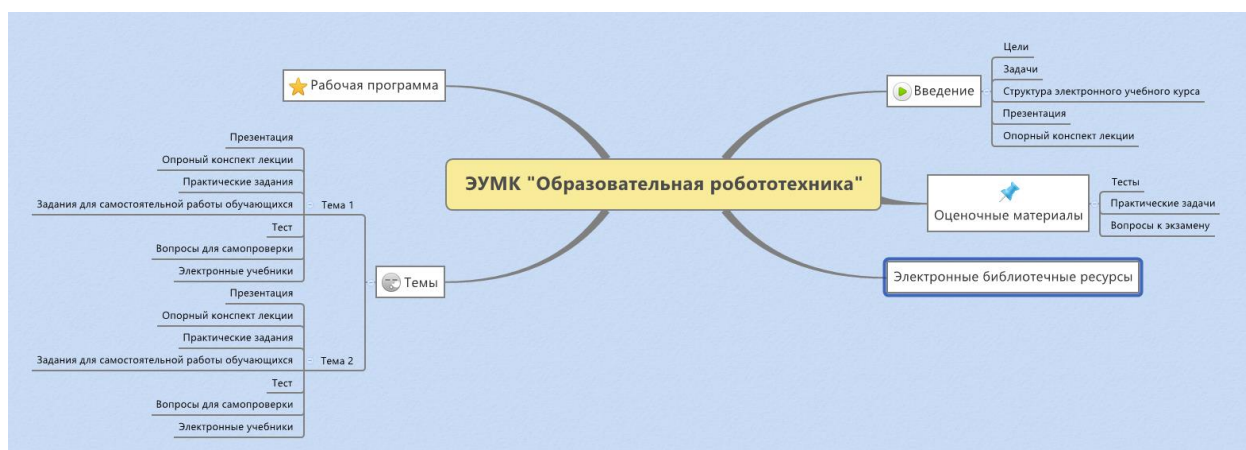 ЭУМК "Образовательная робототехника"
Введение
Цели
Задачи
Структура электронного учебного курса
Презентация
Опорный конспект лекции
Оценочные материалы
Тесты
Практические задачи
Вопросы к экзамену
Электронные библиотечные ресурсы
Рабочая программа
Темы
Тема 1
Презентация
Опроный конспект лекции
Практические задания
Задания для самостоятельной работы обучающихся
Тест
Вопросы для самопроверки
Электронные учебники
Тема 2
Презентация
Опорный конспект лекции
Практические задания
Задания для самостоятельной работы обучающихся
Тест
Вопросы для самопроверки
Электронные учебники